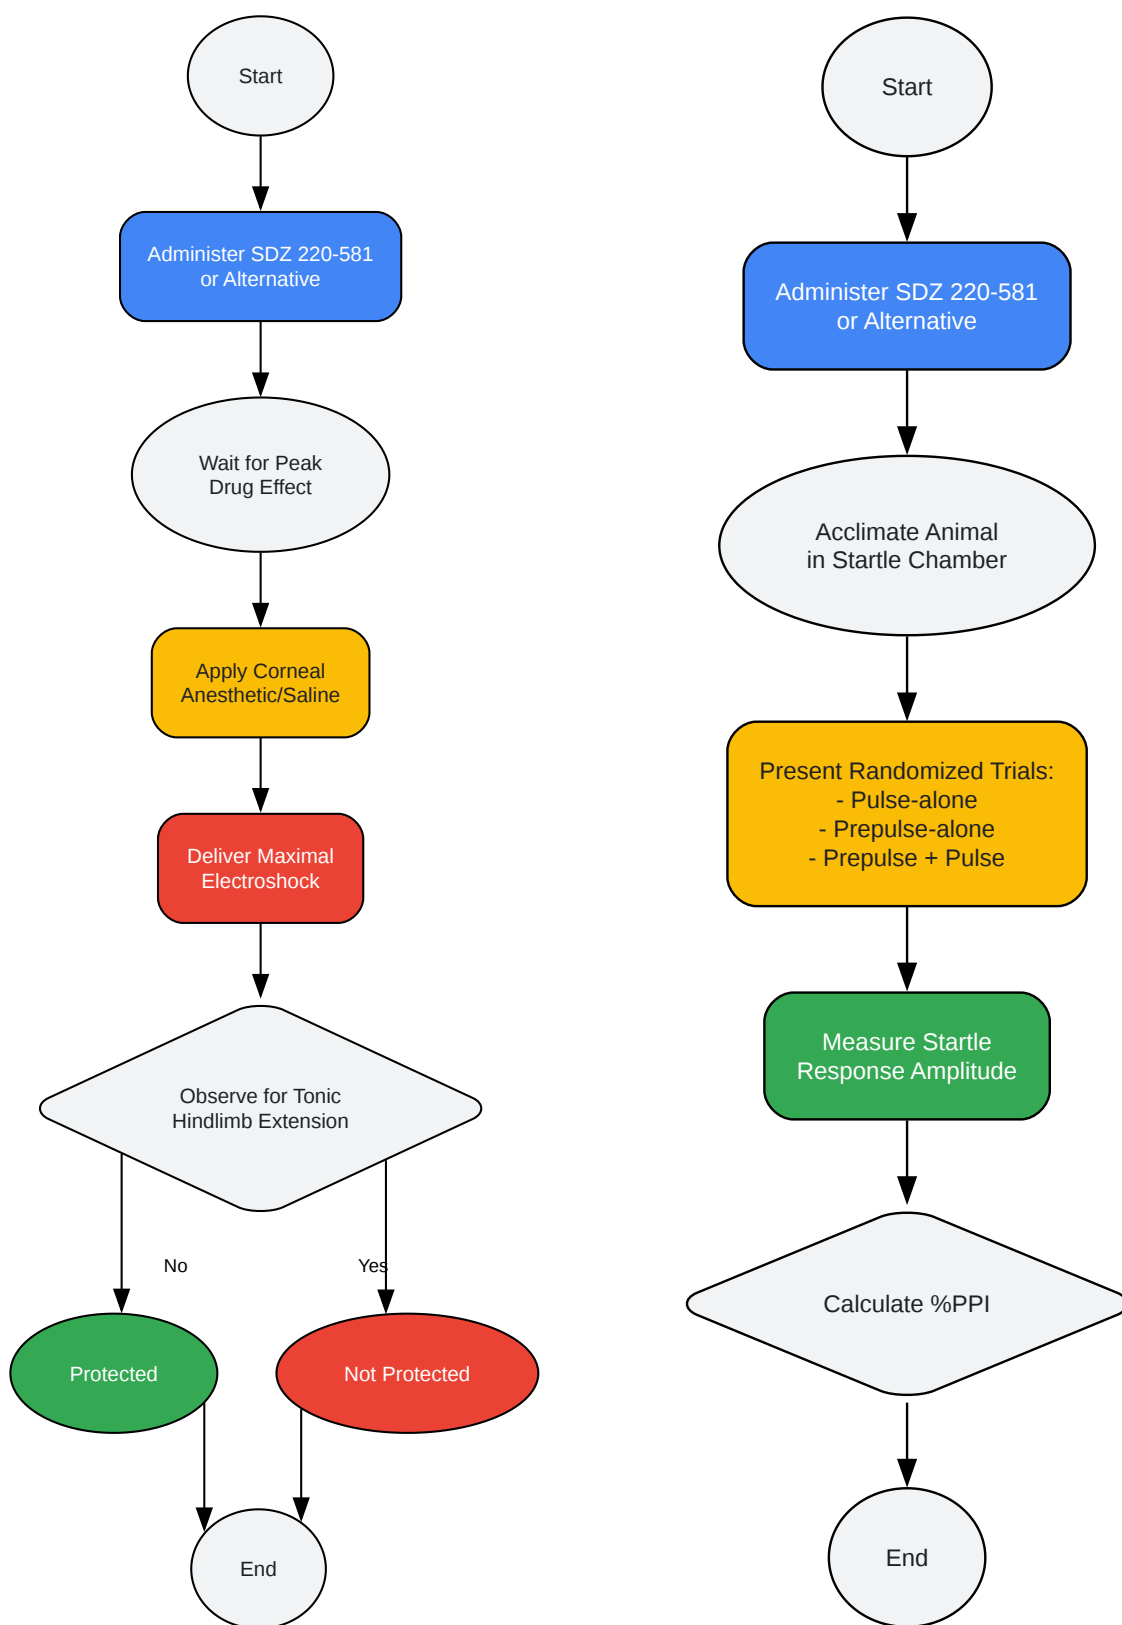 Start
Administer SDZ 220-581
or Alternative
Wait for Peak
Drug Effect
Apply Corneal
Anesthetic/Saline
Deliver Maximal
Electroshock
Observe for Tonic
Hindlimb Extension
No
Yes
Protected
Not Protected
End
Start
Administer SDZ 220-581
or Alternative
Acclimate Animal
in Startle Chamber
Present Randomized Trials:
- Pulse-alone
- Prepulse-alone
- Prepulse + Pulse
Measure Startle
Response Amplitude
Calculate %PPI
End